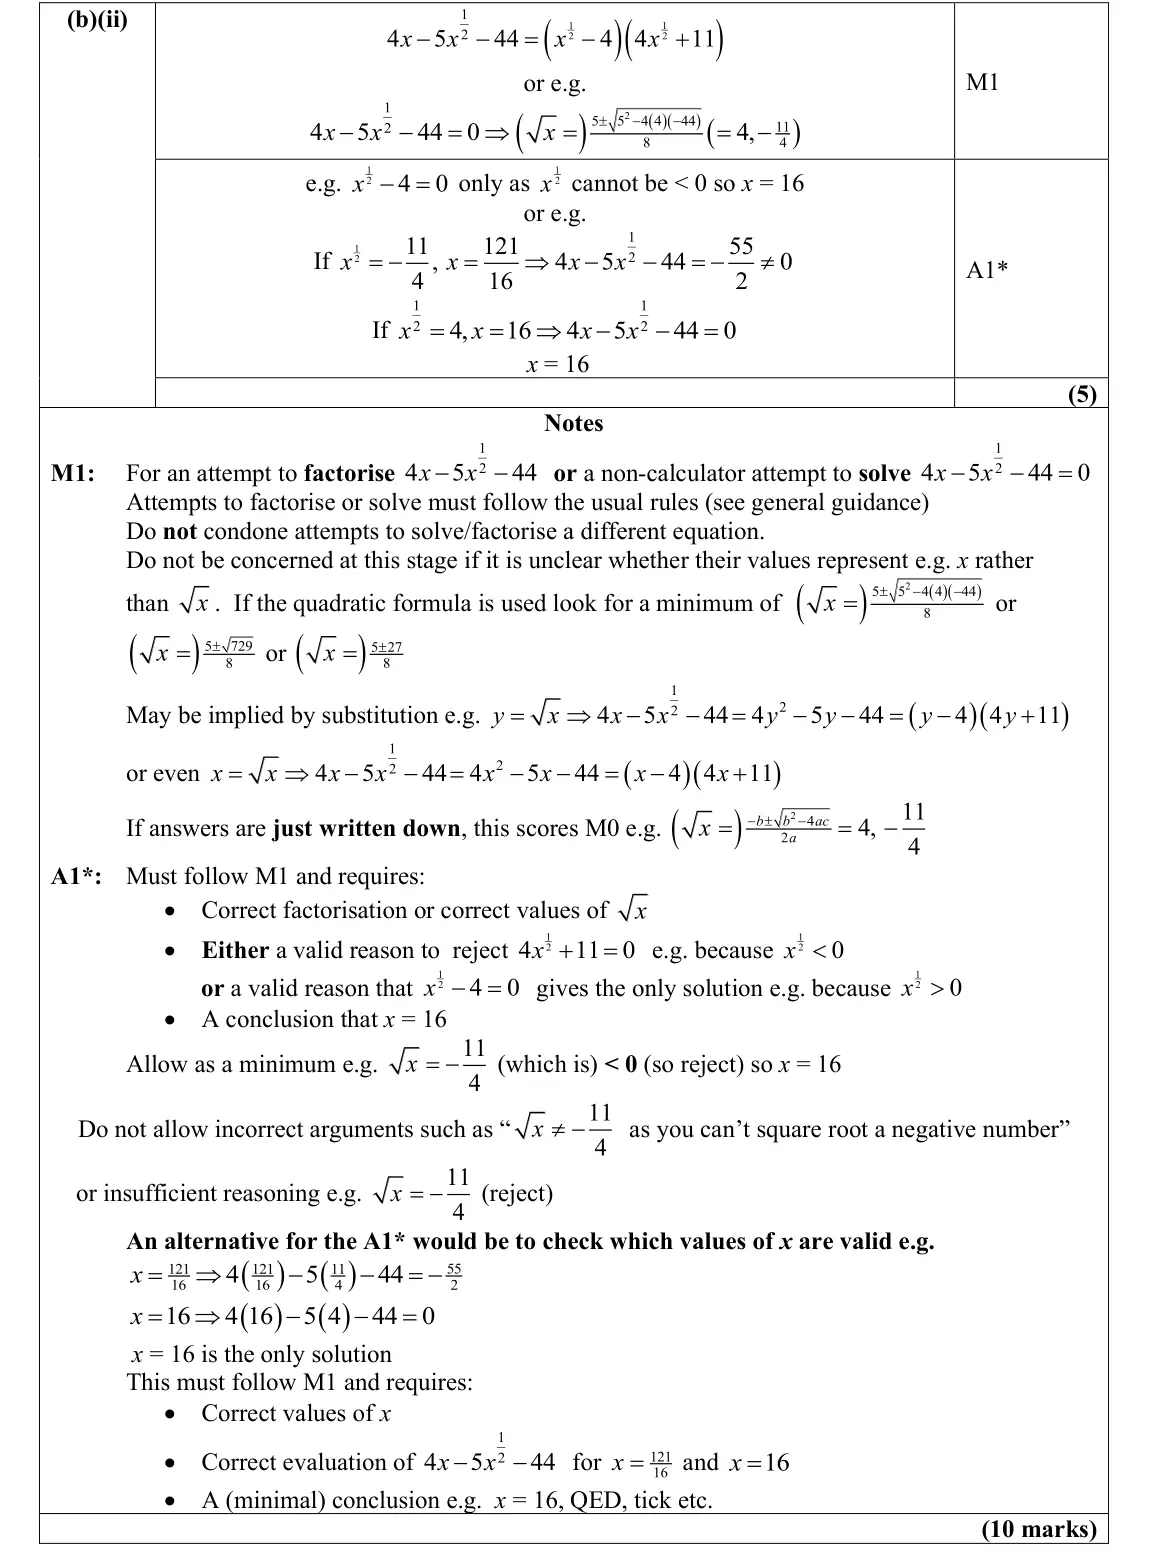 (b)(ii)
4x − 5x^(1/2) − 44 = (x^(1/2) − 4)(4x^(1/2) + 11)
or e.g.
4x − 5x^(1/2) − 44 = 0 ⇒ (√x =) (5±√(5²−4(4)(−44)))/8 (= 4, −11/4)
M1
e.g. x^(1/2) − 4 = 0 only as x^(1/2) cannot be < 0 so x = 16
or e.g.
If x^(1/2) = −11/4, x = 121/16 ⇒ 4x − 5x^(1/2) − 44 = −55/2 ≠ 0
If x^(1/2) = 4, x = 16 ⇒ 4x − 5x^(1/2) − 44 = 0
x = 16
A1*
(5)
Notes
M1: For an attempt to factorise 4x − 5x^(1/2) − 44 or a non-calculator attempt to solve 4x − 5x^(1/2) − 44 = 0
Attempts to factorise or solve must follow the usual rules (see general guidance)
Do not condone attempts to solve/factorise a different equation.
Do not be concerned at this stage if it is unclear whether their values represent e.g. x rather
than √x . If the quadratic formula is used look for a minimum of (√x =) (5±√(5²−4(4)(−44)))/8 or
(√x =) (5±√729)/8 or (√x =) (5±27)/8
May be implied by substitution e.g. y = √x ⇒ 4x − 5x^(1/2) − 44 = 4y² − 5y − 44 = (y − 4)(4y + 11)
or even x = √x ⇒ 4x − 5x^(1/2) − 44 = 4x² − 5x − 44 = (x − 4)(4x + 11)
If answers are just written down, this scores M0 e.g. (√x =) (−b±√(b²−4ac))/2a = 4, −11/4
A1*: Must follow M1 and requires:
• Correct factorisation or correct values of √x
• Either a valid reason to reject 4x^(1/2) + 11 = 0 e.g. because x^(1/2) < 0
or a valid reason that x^(1/2) − 4 = 0 gives the only solution e.g. because x^(1/2) > 0
• A conclusion that x = 16
Allow as a minimum e.g. √x = −11/4 (which is) < 0 (so reject) so x = 16
Do not allow incorrect arguments such as “√x ≠ −11/4 as you can’t square root a negative number”
or insufficient reasoning e.g. √x = −11/4 (reject)
An alternative for the A1* would be to check which values of x are valid e.g.
x = 121/16 ⇒ 4(121/16) − 5(11/4) − 44 = −55/2
x = 16 ⇒ 4(16) − 5(4) − 44 = 0
x = 16 is the only solution
This must follow M1 and requires:
• Correct values of x
• Correct evaluation of 4x − 5x^(1/2) − 44 for x = 121/16 and x = 16
• A (minimal) conclusion e.g. x = 16, QED, tick etc.
(10 marks)